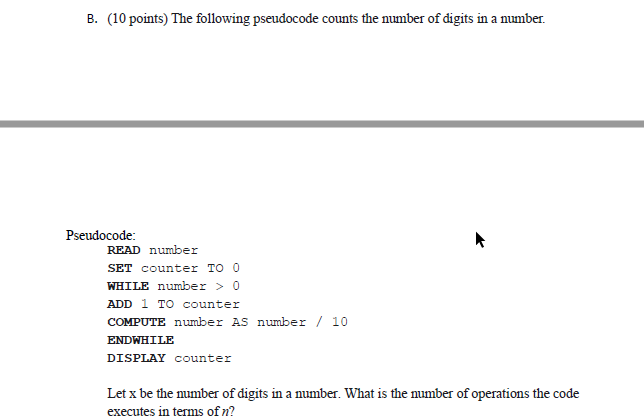 B. (10 points) The following pseudocode counts the number of digits in a number.
Pseudocode:
READ number
SET counter TO 0
WHILE number > 0
ADD 1 TO counter
COMPUTE number AS number / 10
ENDWHILE
DISPLAY counter
Let x be the number of digits in a number. What is the number of operations the code
executes in terms of n?